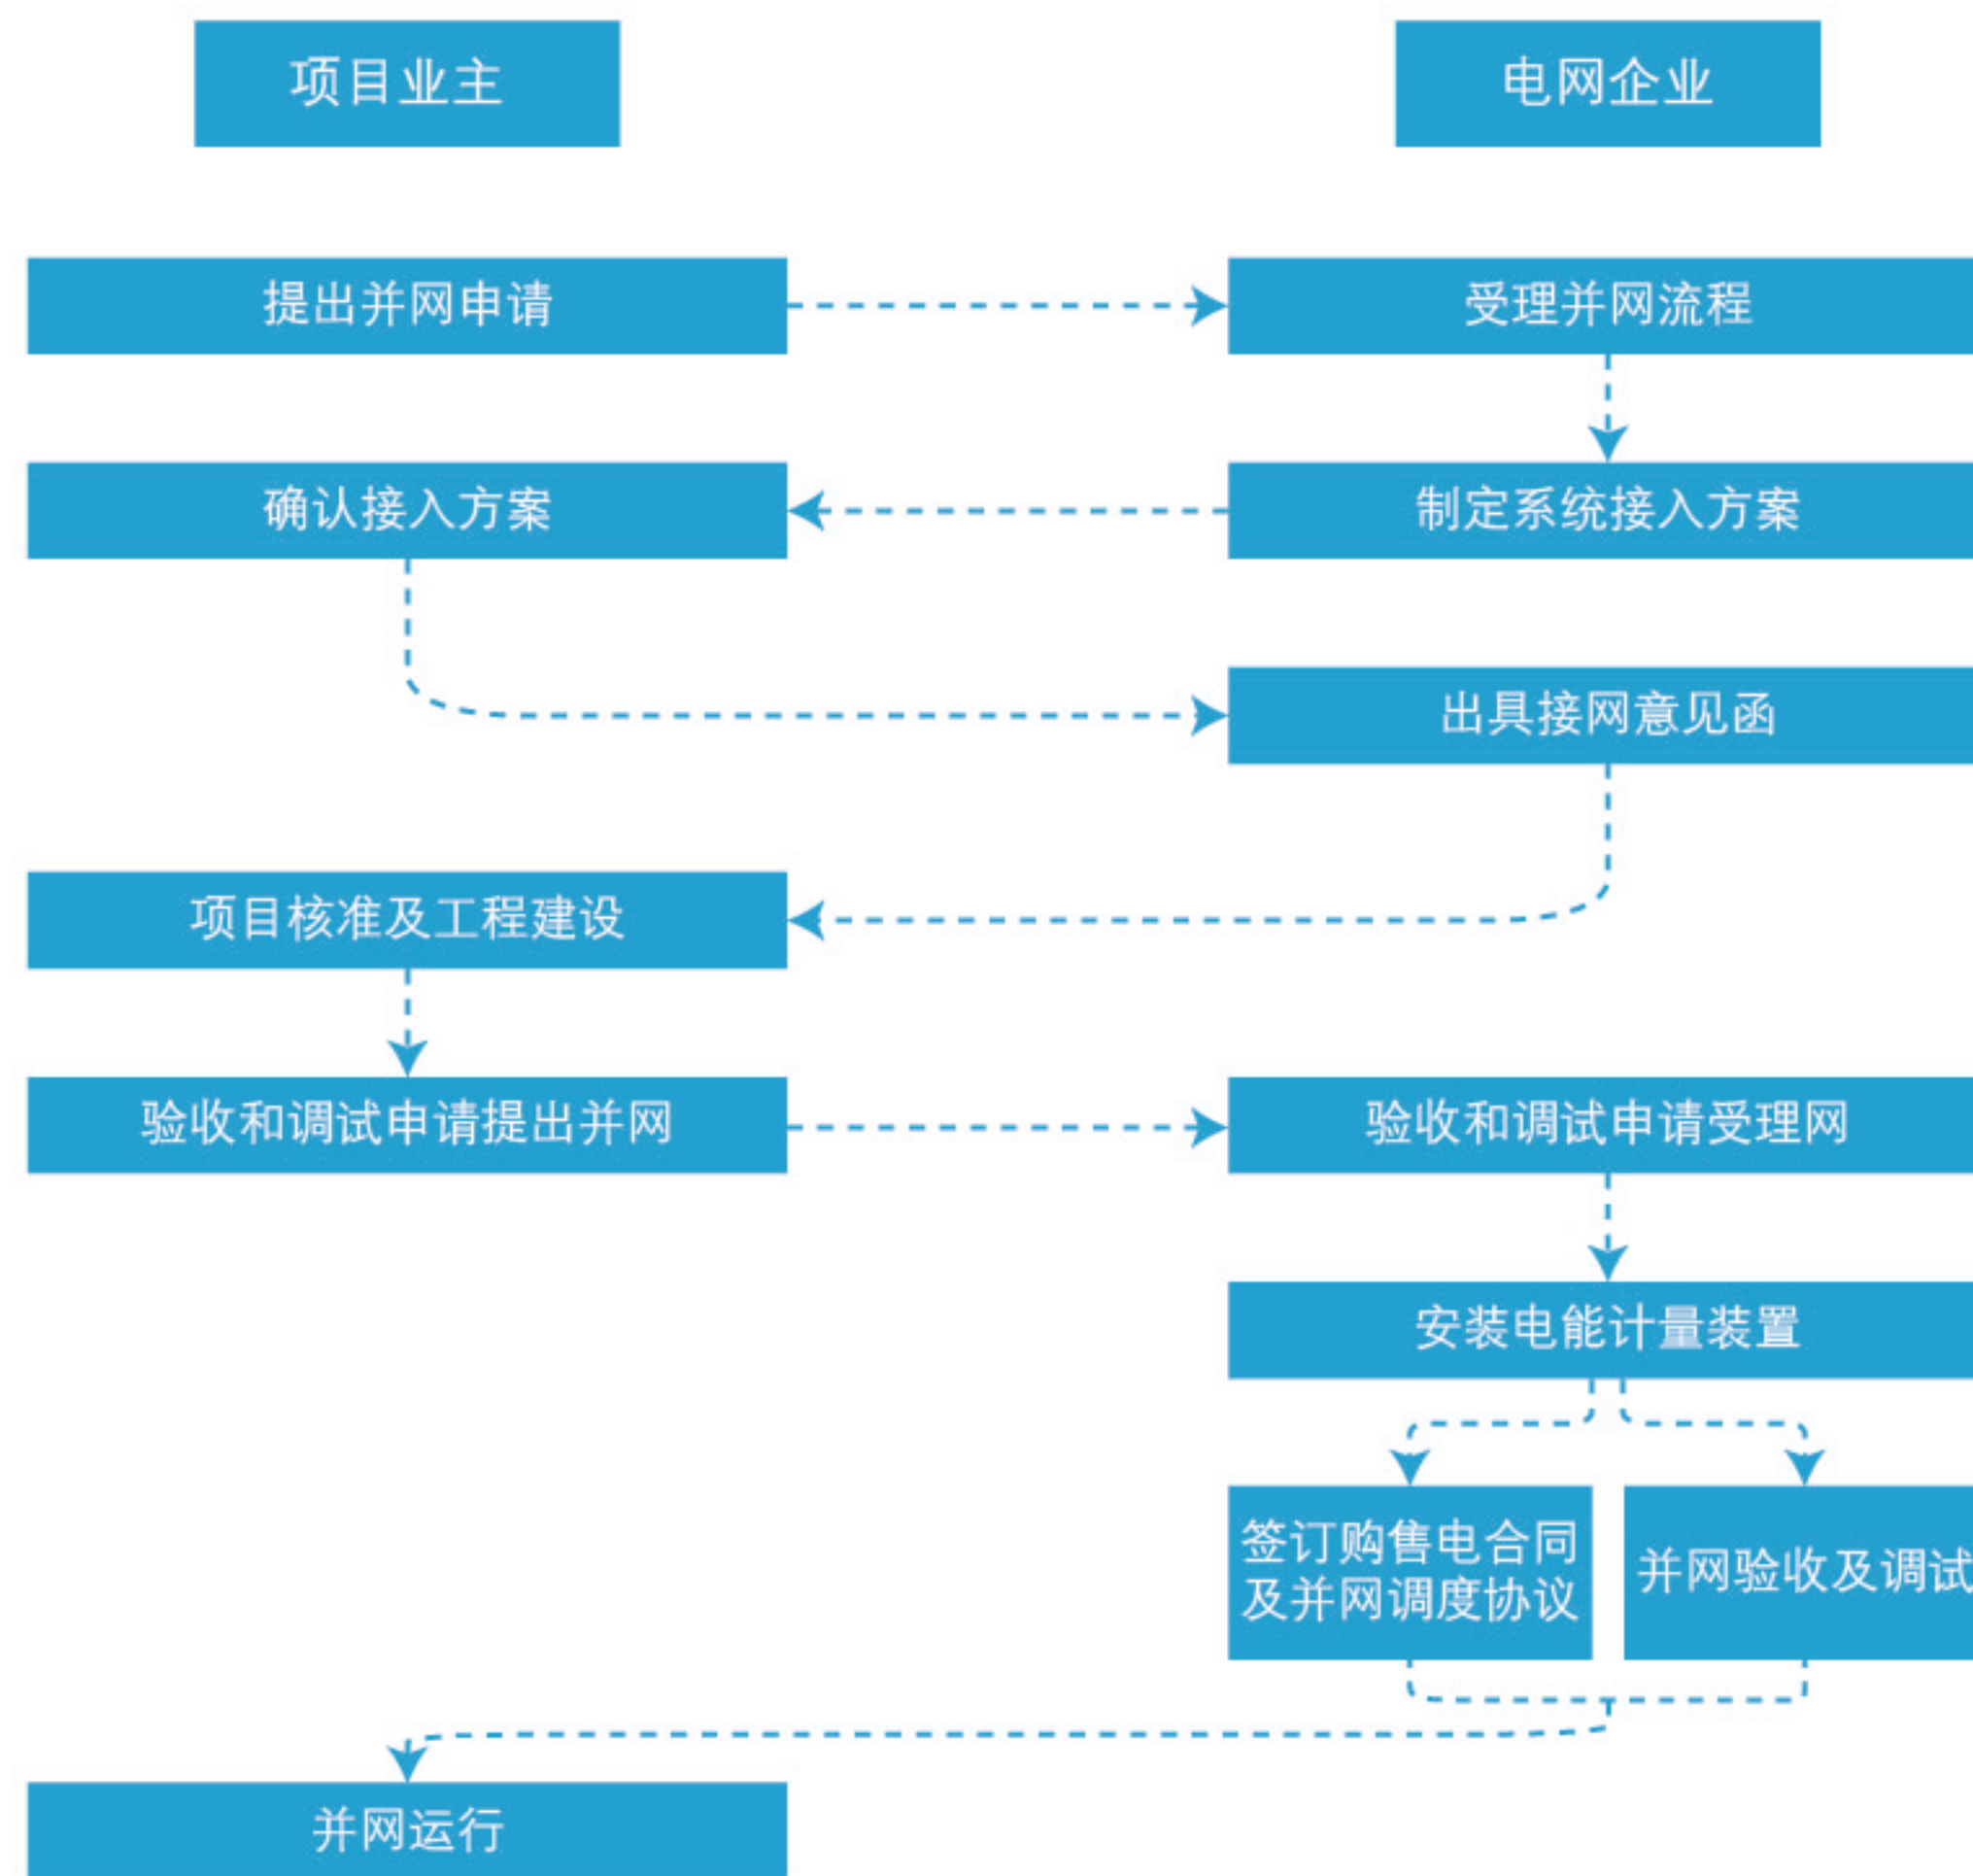 项目业主
电网企业
提出并网申请
受理并网流程
确认接入方案
制定系统接入方案
出具接网意见函
项目核准及工程建设
验收和调试申请提出并网
验收和调试申请受理网
安装电能计量装置
签订购售电合同
及并网调度协议
并网验收及调试
并网运行